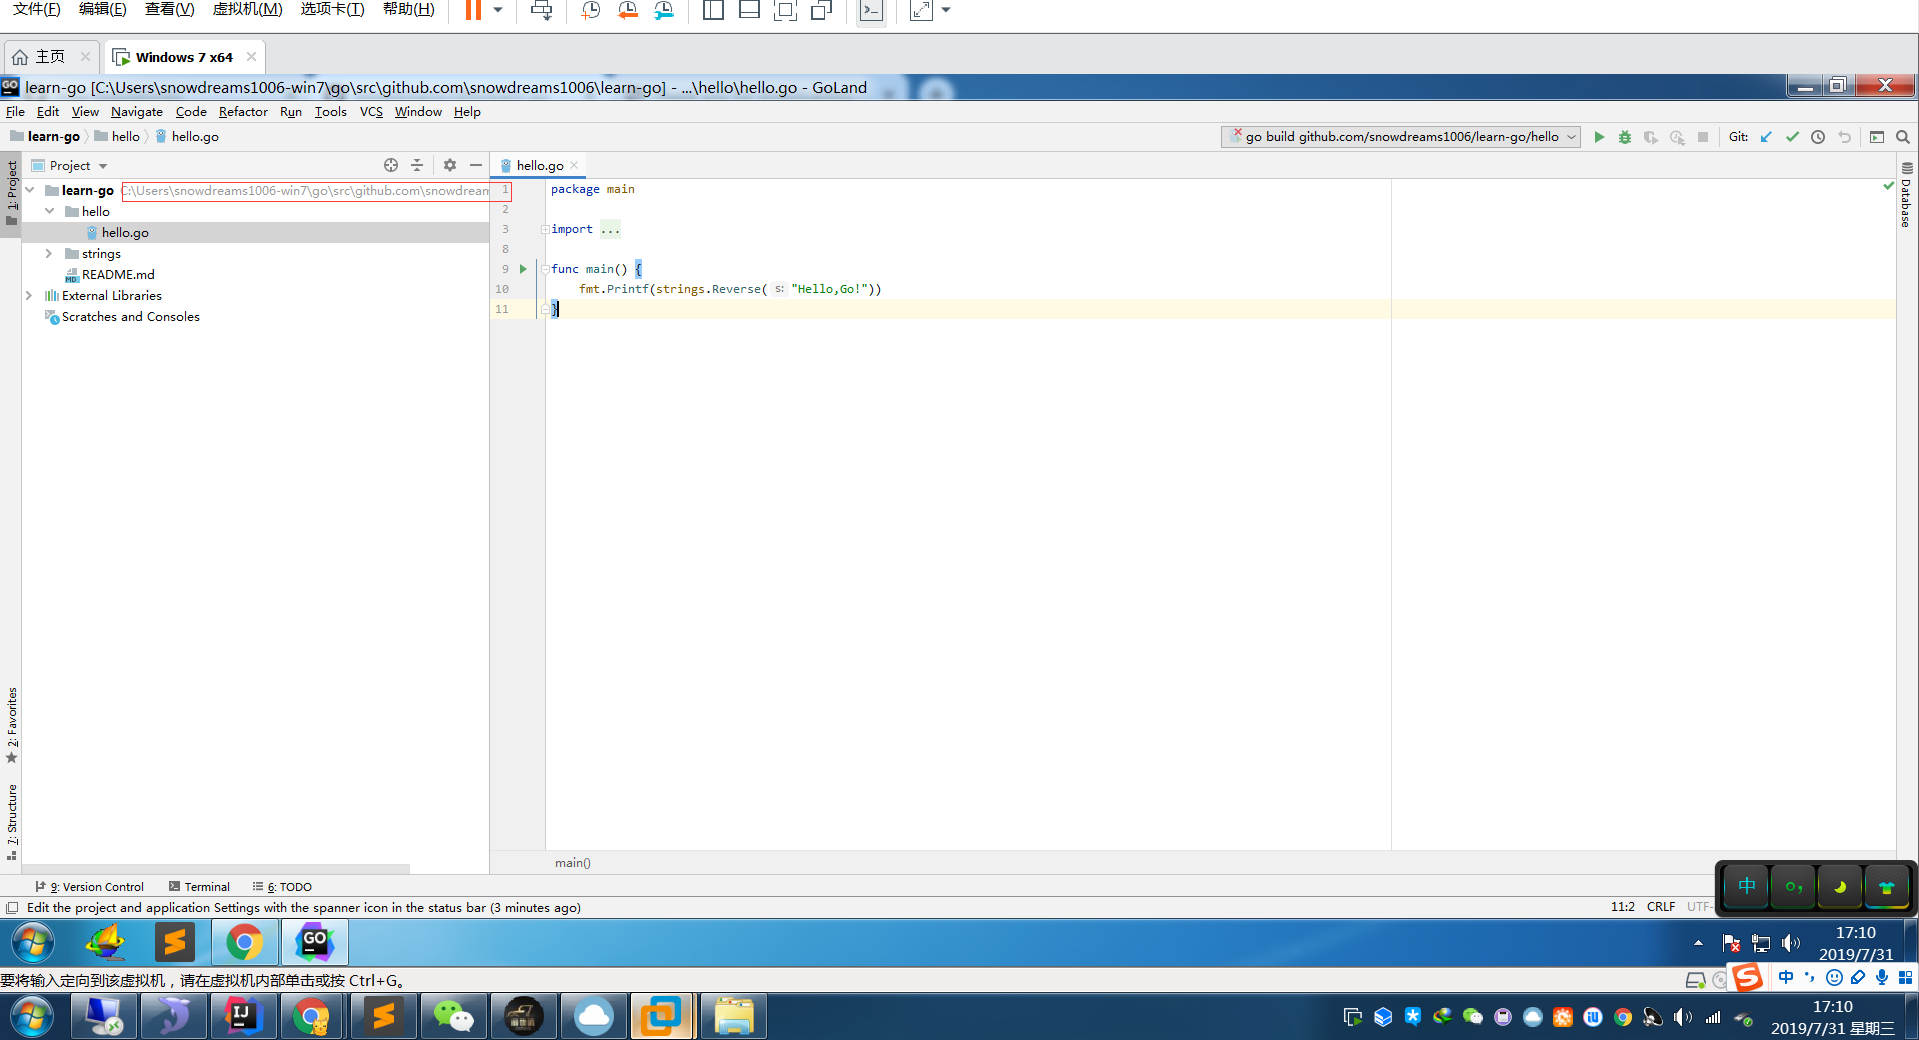 文件(F) 编辑(E) 查看(V) 虚拟机(M) 选项卡(T) 帮助(H)
主页 Windows 7 x64
learn-go [C:\Users\snowdreams1006-win7\go\src\github.com\snowdreams1006\learn-go] - ...\hello\hello.go - GoLand
File Edit View Navigate Code Refactor Run Tools VCS Window Help
learn-go hello hello.go go build github.com/snowdreams1006/learn-go/hello Git:
1: Project
Project
hello.go
learn-go C:\Users\snowdreams1006-win7\go\src\github.com\snowdream
hello
hello.go
strings
README.md
External Libraries
Scratches and Consoles
1 package main
2
3 import ...
8
9 func main() {
10 fmt.Printf(strings.Reverse( s: "Hello,Go!"))
11 }
Database
2: Favorites
7: Structure
main()
9: Version Control Terminal 6: TODO
Edit the project and application Settings with the spanner icon in the status bar (3 minutes ago) 11:2 CRLF UTF-
中
GO
17:10
2019/7/31
要将输入定向到该虚拟机，请在虚拟机内部单击或按 Ctrl+G。
中
IJ
17:10
2019/7/31 星期三